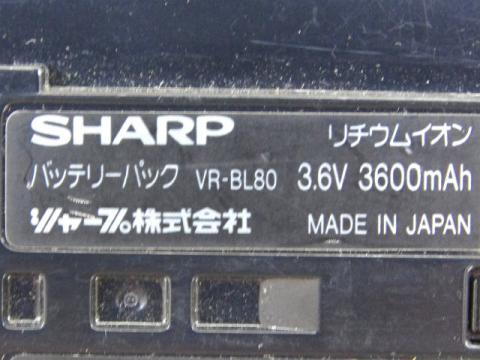 SHARP リチウムイオン
バッテリーパック VR-BL80 3.6V 3600mAh
シャープ株式会社 MADE IN JAPAN